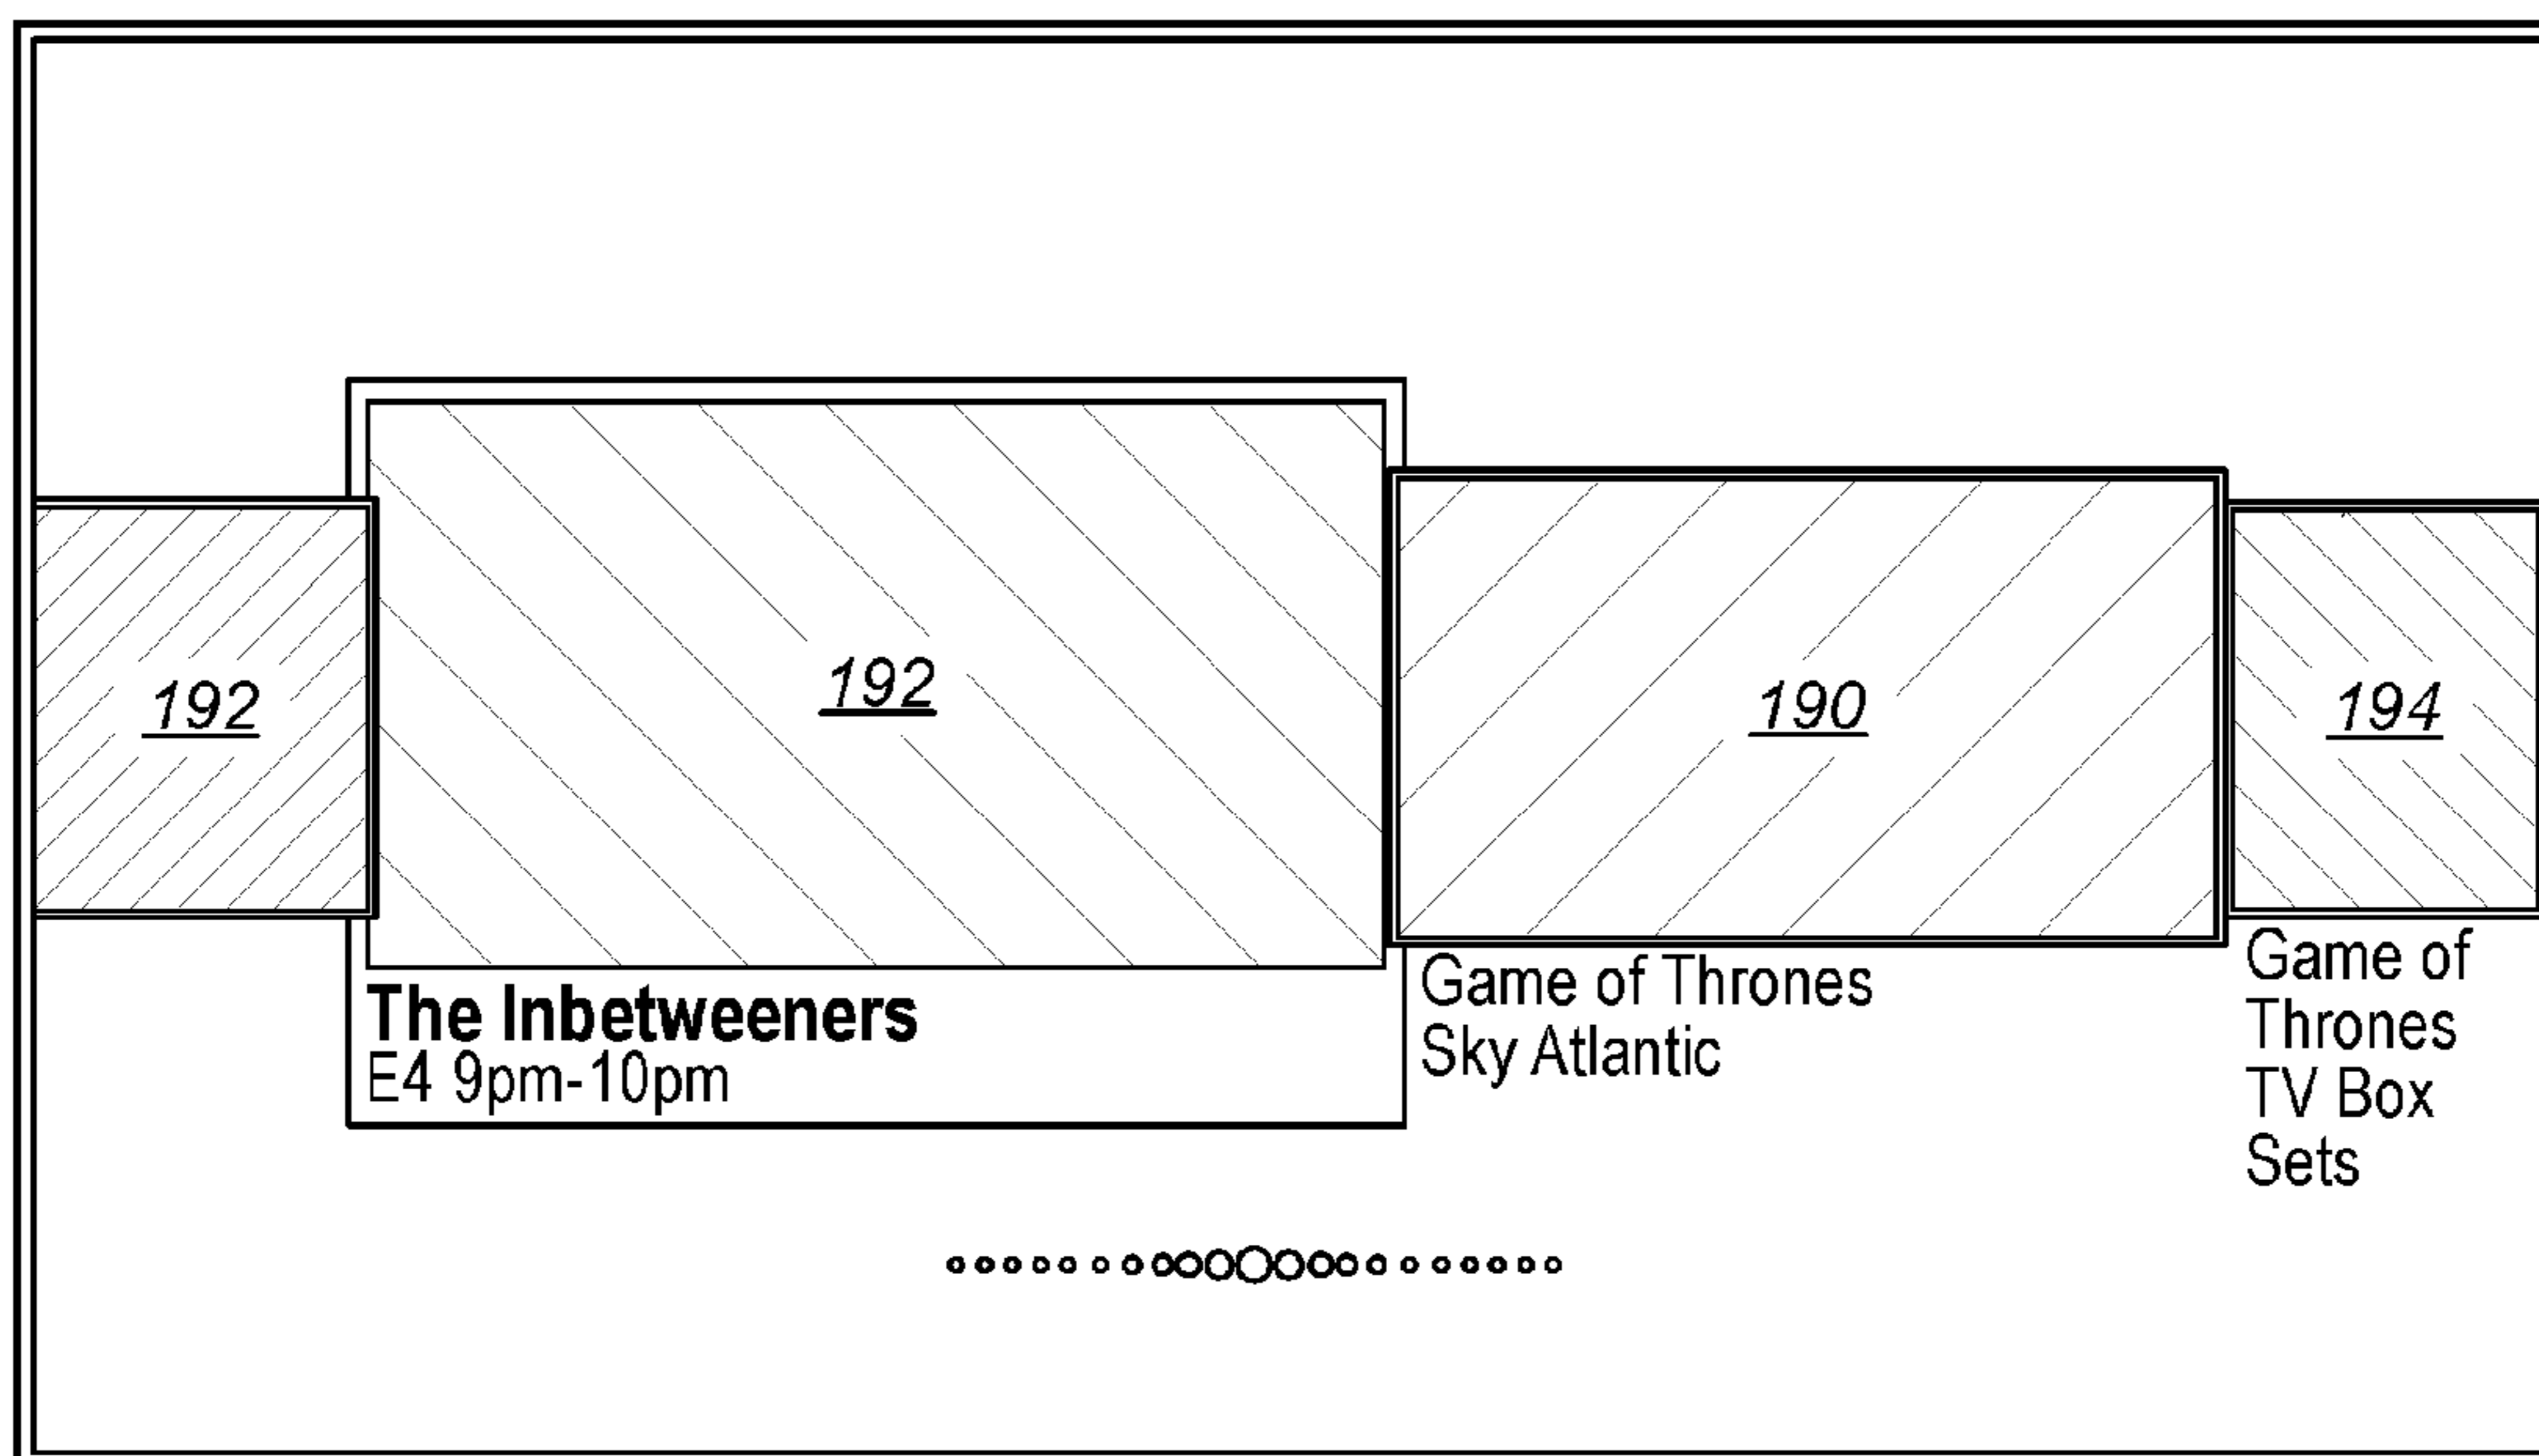 192
192
190
194
The Inbetweeners
E4 9pm-10pm
Game of Thrones
Sky Atlantic
Game of
Thrones
TV Box
Sets